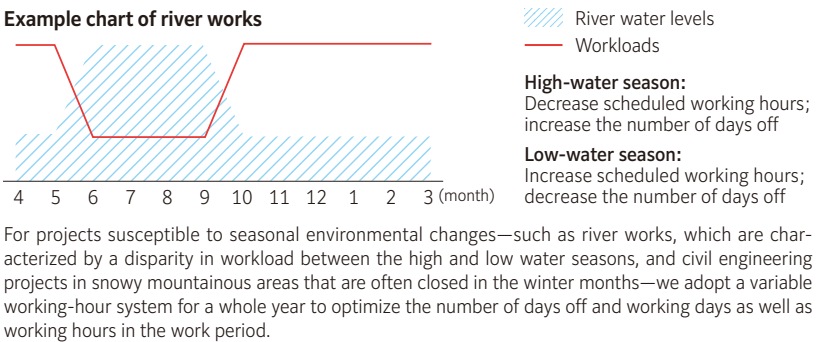 Example chart of river works
River water levels
Workloads
High-water season:
Decrease scheduled working hours;
increase the number of days off
Low-water season:
Increase scheduled working hours;
decrease the number of days off
4 5 6 7 8 9 10 11 12 1 2 3 (month)
For projects susceptible to seasonal environmental changes—such as river works, which are char-
acterized by a disparity in workload between the high and low water seasons, and civil engineering
projects in snowy mountainous areas that are often closed in the winter months—we adopt a variable
working-hour system for a whole year to optimize the number of days off and working days as well as
working hours in the work period.